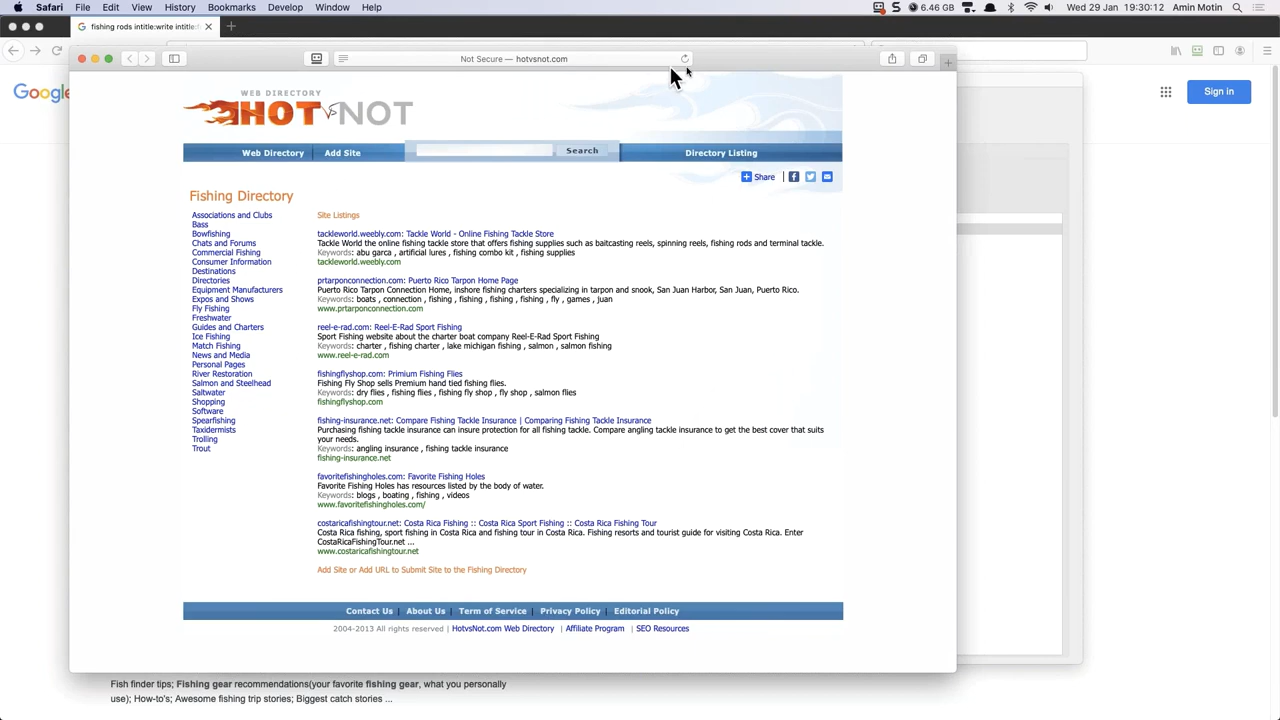 Safari File Edit View History Bookmarks Develop Window Help
6.46 GB Wed 29 Jan 19:30:12 Amin Motin
fishing rods intitle:write intitle:
Not Secure — hotvsnot.com
Google
Sign in
WEB DIRECTORY
HOT VS NOT
Web Directory Add Site Search Directory Listing
Share
Fishing Directory
Associations and Clubs
Bass
Bowfishing
Chats and Forums
Commercial Fishing
Consumer Information
Destinations
Directories
Equipment Manufacturers
Expos and Shows
Fly Fishing
Freshwater
Guides and Charters
Ice Fishing
Match Fishing
News and Media
Personal Pages
River Restoration
Salmon and Steelhead
Saltwater
Shopping
Software
Spearfishing
Taxidermists
Trolling
Trout
Site Listings
tackleworld.weebly.com: Tackle World - Online Fishing Tackle Store
Tackle World the online fishing tackle store that offers fishing supplies such as baitcasting reels, spinning reels, fishing rods and terminal tackle.
Keywords: abu garca , artificial lures , fishing combo kit , fishing supplies
tackleworld.weebly.com
prtarponconnection.com: Puerto Rico Tarpon Home Page
Puerto Rico Tarpon Connection Home, inshore fishing charters specializing in tarpon and snook, San Juan Harbor, San Juan, Puerto Rico.
Keywords: boats , connection , fishing , fishing , fishing , fishing , fly , games , juan
www.prtarponconnection.com
reel-e-rad.com: Reel-E-Rad Sport Fishing
Sport Fishing website about the charter boat company Reel-E-Rad Sport Fishing
Keywords: charter , fishing charter , lake michigan fishing , salmon , salmon fishing
www.reel-e-rad.com
fishingflyshop.com: Primium Fishing Flies
Fishing Fly Shop sells Premium hand tied fishing flies.
Keywords: dry flies , fishing flies , fishing fly shop , fly shop , salmon flies
fishingflyshop.com
fishing-insurance.net: Compare Fishing Tackle Insurance | Comparing Fishing Tackle Insurance
Purchasing fishing tackle insurance can insure protection for all fishing tackle. Compare angling tackle insurance to get the best cover that suits
your needs.
Keywords: angling insurance , fishing tackle insurance
fishing-insurance.net
favoritefishingholes.com: Favorite Fishing Holes
Favorite Fishing Holes has resources listed by the body of water.
Keywords: blogs , boating , fishing , videos
www.favoritefishingholes.com/
costaricafishingtour.net: Costa Rica Fishing :: Costa Rica Sport Fishing :: Costa Rica Fishing Tour
Costa Rica fishing, sport fishing in Costa Rica and fishing tour in Costa Rica. Fishing resorts and tourist guide for visiting Costa Rica. Enter
CostaRicaFishingTour.net ...
www.costaricafishingtour.net
Add Site or Add URL to Submit Site to the Fishing Directory
Contact Us | About Us | Term of Service | Privacy Policy | Editorial Policy
2004-2013 All rights reserved | HotvsNot.com Web Directory | Affiliate Program | SEO Resources
Fish finder tips; Fishing gear recommendations(your favorite fishing gear, what you personally
use); How-to's; Awesome fishing trip stories; Biggest catch stories ...